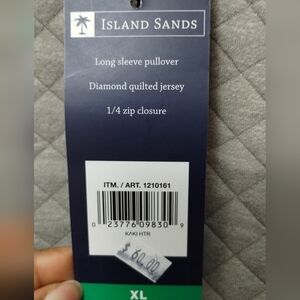 ISLAND SANDS
Long sleeve pullover
Diamond quilted jersey
1/4 zip closure
ITM. / ART. 1210161
0 23776 09830 9
KAKI HTR
$ 60.00
XL